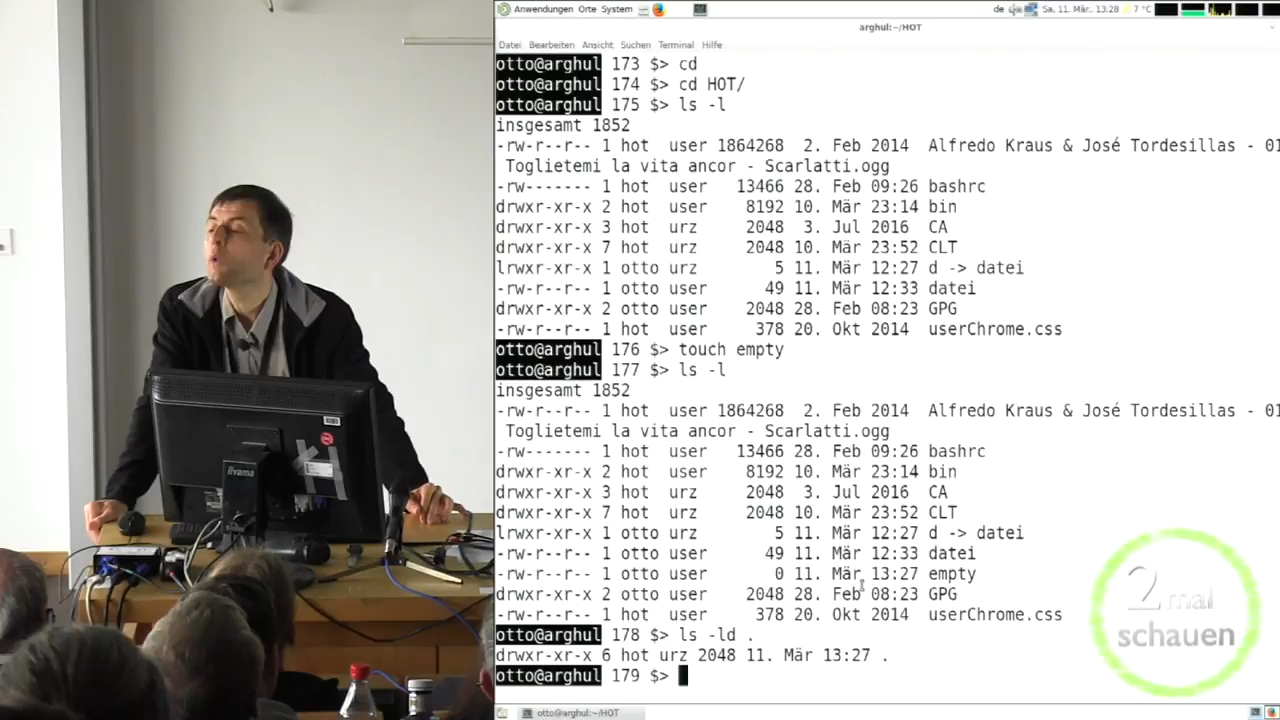 Anwendungen Orte System
de
Sa, 11. Mär., 13:28
7 °C
arghul:~/HOT
Datei Bearbeiten Ansicht Suchen Terminal Hilfe
otto@arghul 173 $> cd
otto@arghul 174 $> cd HOT/
otto@arghul 175 $> ls -l
insgesamt 1852
-rw-r--r-- 1 hot  user 1864268  2. Feb 2014  Alfredo Kraus & José Tordesillas - 01
 Toglietemi la vita ancor - Scarlatti.ogg
-rw------- 1 hot  user   13466 28. Feb 09:26 bashrc
drwxr-xr-x 2 hot  user    8192 10. Mär 23:14 bin
drwxr-xr-x 3 hot  urz     2048  3. Jul 2016  CA
drwxr-xr-x 7 hot  urz     2048 10. Mär 23:52 CLT
lrwxr-xr-x 1 otto urz        5 11. Mär 12:27 d -> datei
-rw-r--r-- 1 otto user      49 11. Mär 12:33 datei
drwxr-xr-x 2 otto user    2048 28. Feb 08:23 GPG
-rw-r--r-- 1 hot  user     378 20. Okt 2014  userChrome.css
otto@arghul 176 $> touch empty
otto@arghul 177 $> ls -l
insgesamt 1852
-rw-r--r-- 1 hot  user 1864268  2. Feb 2014  Alfredo Kraus & José Tordesillas - 01
 Toglietemi la vita ancor - Scarlatti.ogg
-rw------- 1 hot  user   13466 28. Feb 09:26 bashrc
drwxr-xr-x 2 hot  user    8192 10. Mär 23:14 bin
drwxr-xr-x 3 hot  urz     2048  3. Jul 2016  CA
drwxr-xr-x 7 hot  urz     2048 10. Mär 23:52 CLT
lrwxr-xr-x 1 otto urz        5 11. Mär 12:27 d -> datei
-rw-r--r-- 1 otto user      49 11. Mär 12:33 datei
-rw-r--r-- 1 otto user       0 11. Mär 13:27 empty
drwxr-xr-x 2 otto user    2048 28. Feb 08:23 GPG
-rw-r--r-- 1 hot  user     378 20. Okt 2014  userChrome.css
otto@arghul 178 $> ls -ld .
drwxr-xr-x 6 hot urz 2048 11. Mär 13:27 .
otto@arghul 179 $>
otto@arghul:~/HOT
2 mal
schauen
iiyama